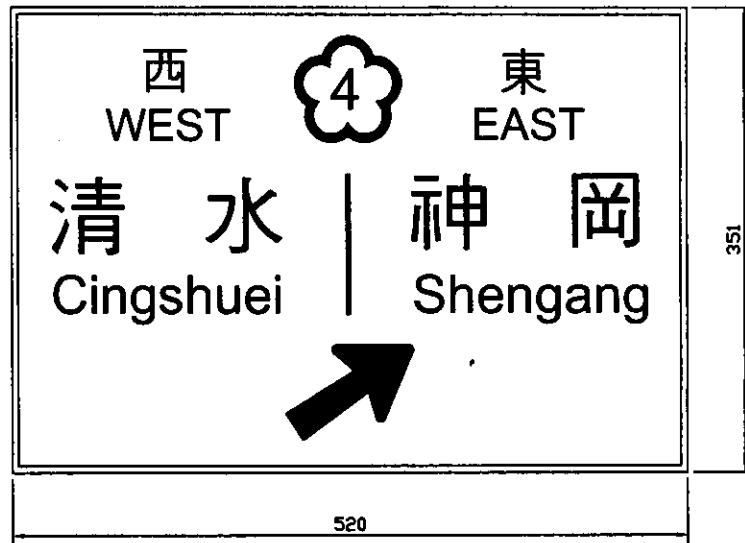 西 4 東
WEST EAST
清水 神岡
Cingshuei Shengang
351
520